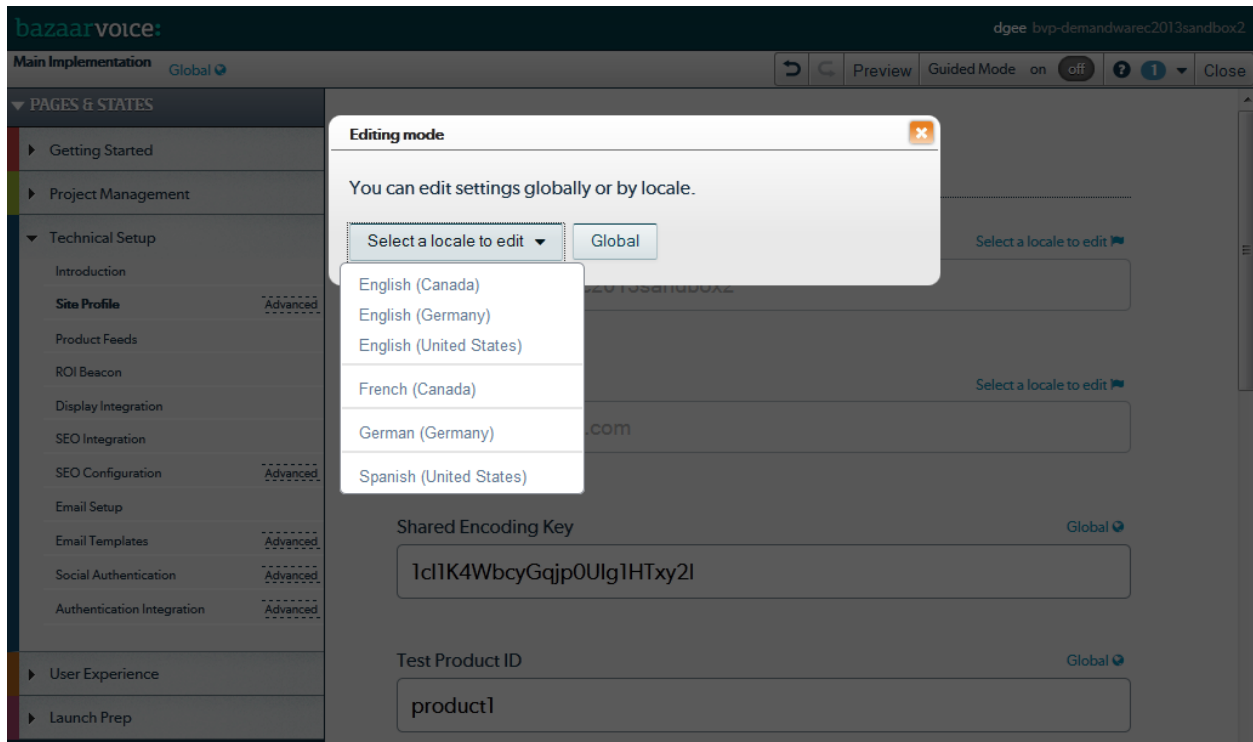 bazaarvoice:
dgee bvp-demandwarec2013sandbox2
Main Implementation Global
Preview Guided Mode on off ? 1 Close
PAGES & STATES
Getting Started
Project Management
Technical Setup
Introduction
Site Profile Advanced
Product Feeds
ROI Beacon
Display Integration
SEO Integration
SEO Configuration Advanced
Email Setup
Email Templates Advanced
Social Authentication Advanced
Authentication Integration Advanced
User Experience
Launch Prep
Editing mode
You can edit settings globally or by locale.
Select a locale to edit Global
English (Canada)
English (Germany)
English (United States)
French (Canada)
German (Germany)
Spanish (United States)
Select a locale to edit
Select a locale to edit
.com
Shared Encoding Key Global
Test Product ID Global
product1